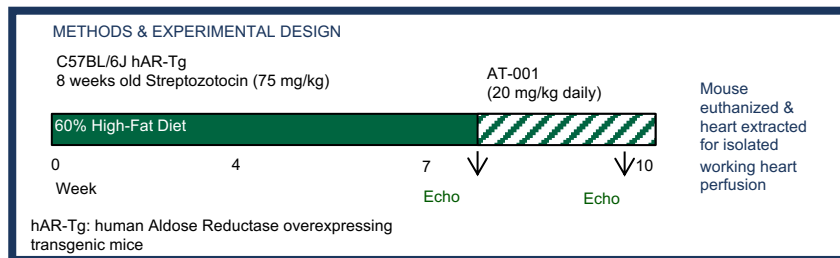 METHODS & EXPERIMENTAL DESIGN
C57BL/6J hAR-Tg
8 weeks old Streptozotocin (75 mg/kg)
AT-001
(20 mg/kg daily)
60% High-Fat Diet
0
4
7
10
Week
Echo
Echo
Mouse
euthanized &
heart extracted
for isolated
working heart
perfusion
hAR-Tg: human Aldose Reductase overexpressing
transgenic mice